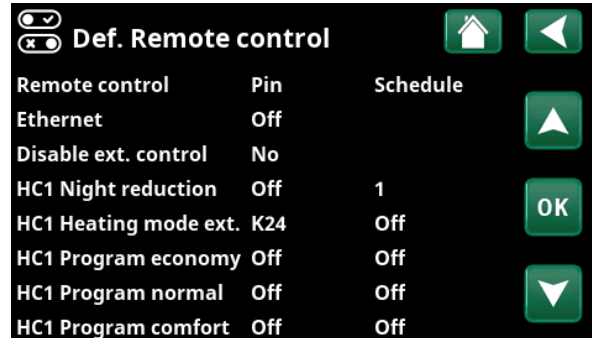 Def. Remote control
Remote control Pin Schedule
Ethernet Off
Disable ext. control No
HC1 Night reduction Off 1
OK
HC1 Heating mode ext. K24 Off
HC1 Program economy Off Off
HC1 Program normal Off Off
HC1 Program comfort Off Off